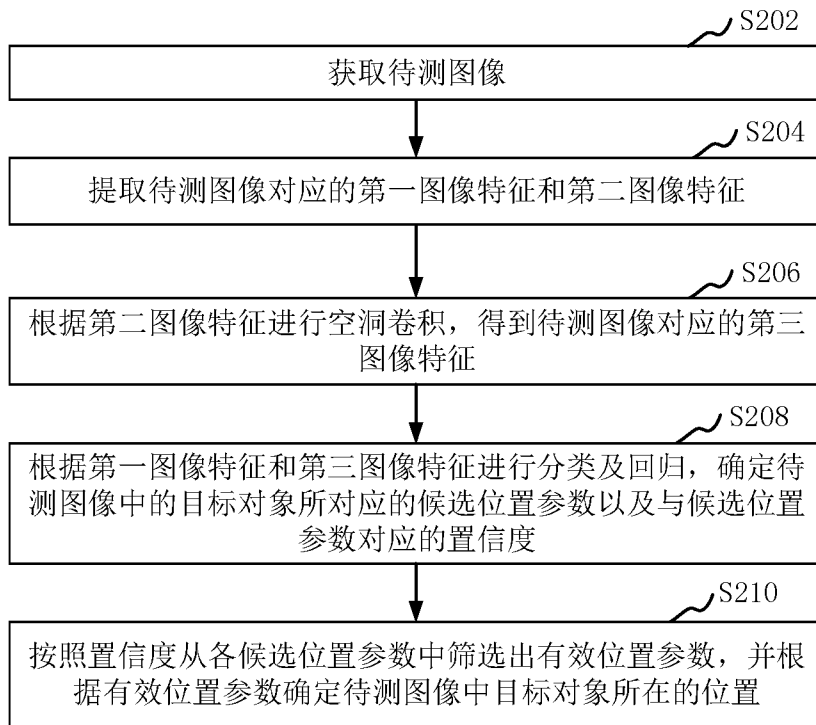 S202
获取待测图像
S204
提取待测图像对应的第一图像特征和第二图像特征
S206
根据第二图像特征进行空洞卷积，得到待测图像对应的第三
图像特征
S208
根据第一图像特征和第三图像特征进行分类及回归，确定待
测图像中的目标对象所对应的候选位置参数以及与候选位置
参数对应的置信度
S210
按照置信度从各候选位置参数中筛选出有效位置参数，并根
据有效位置参数确定待测图像中目标对象所在的位置